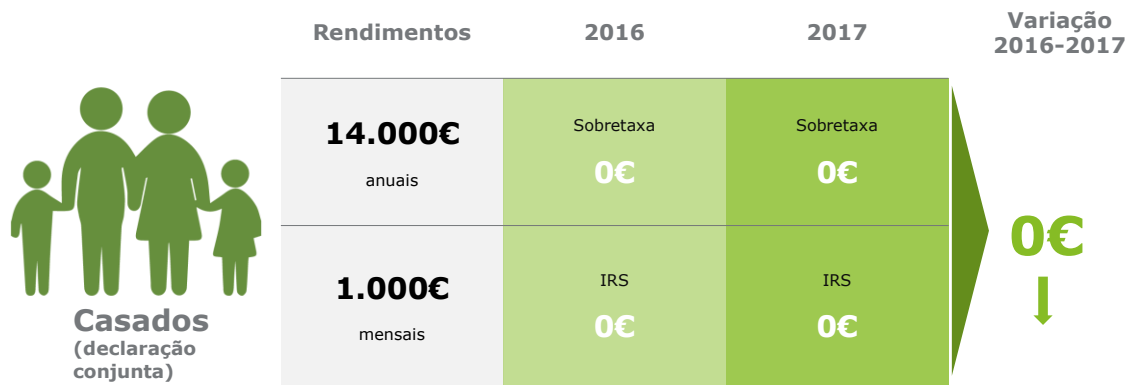 Rendimentos
2016
2017
Variação
2016-2017
14.000€
anuais
Sobretaxa
0€
Sobretaxa
0€
1.000€
mensais
IRS
0€
IRS
0€
0€
Casados
(declaração
conjunta)